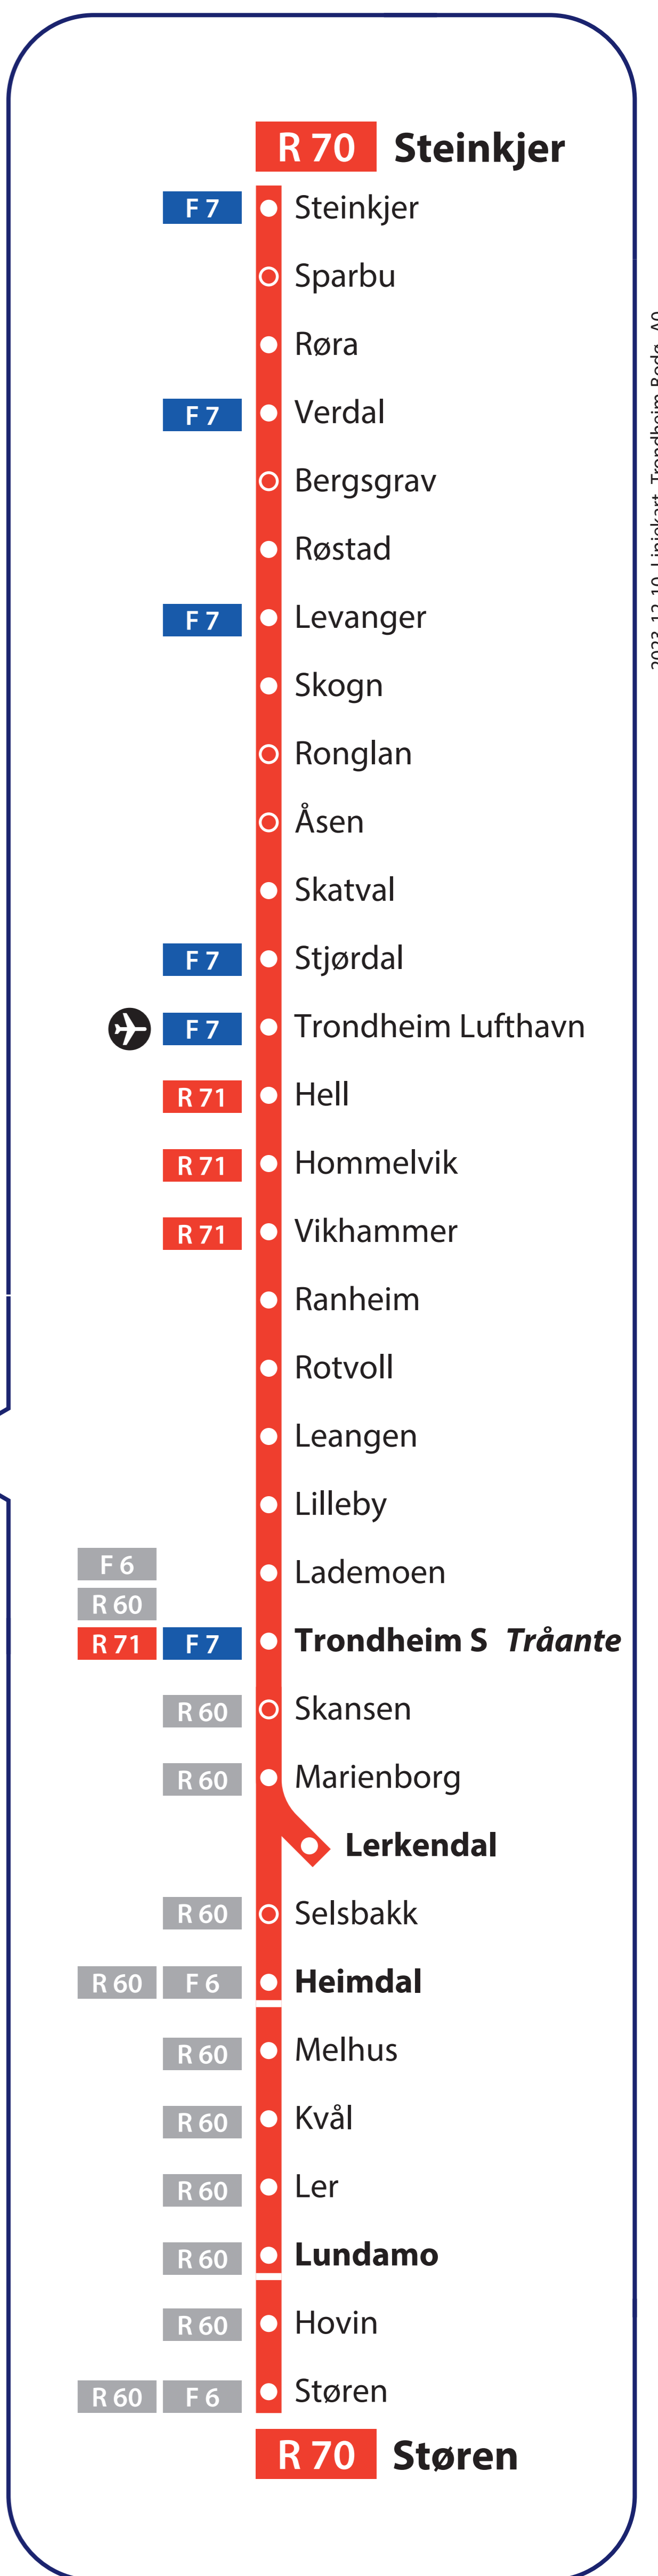 R 70 Steinkjer
F 7 Steinkjer
Sparbu
Røra
F 7 Verdal
Bergsgrav
Røstad
F 7 Levanger
Skogn
Ronglan
Åsen
Skatval
F 7 Stjørdal
F 7 Trondheim Lufthavn
R 71 Hell
R 71 Hommelvik
R 71 Vikhammer
Ranheim
Rotvoll
Leangen
Lilleby
F 6
Lademoen
R 60
R 71 F 7 Trondheim S Tråante
R 60 Skansen
R 60 Marienborg
Lerkendal
R 60 Selsbakk
R 60 F 6 Heimdal
R 60 Melhus
R 60 Kvål
R 60 Ler
R 60 Lundamo
R 60 Hovin
R 60 F 6 Støren
R 70 Støren